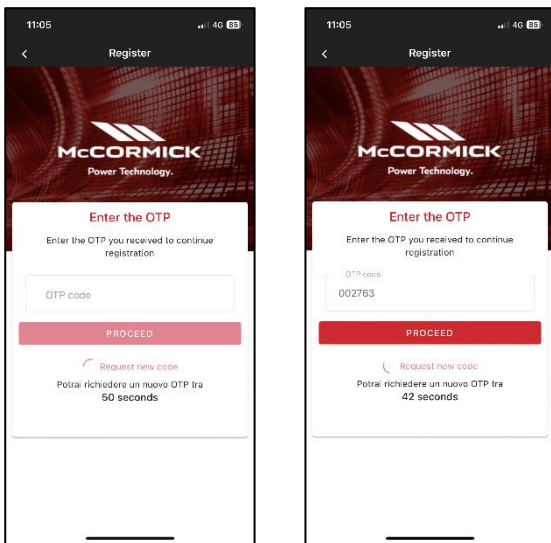 11:05
4G 85
Register
McCORMICK
Power Technology.
Enter the OTP
Enter the OTP you received to continue
registration
OTP code
PROCEED
Request new code
Potrai richiedere un nuovo OTP tra
50 seconds
11:05
4G 85
Register
McCORMICK
Power Technology.
Enter the OTP
Enter the OTP you received to continue
registration
OTP code
002763
PROCEED
Request new code
Potrai richiedere un nuovo OTP tra
42 seconds